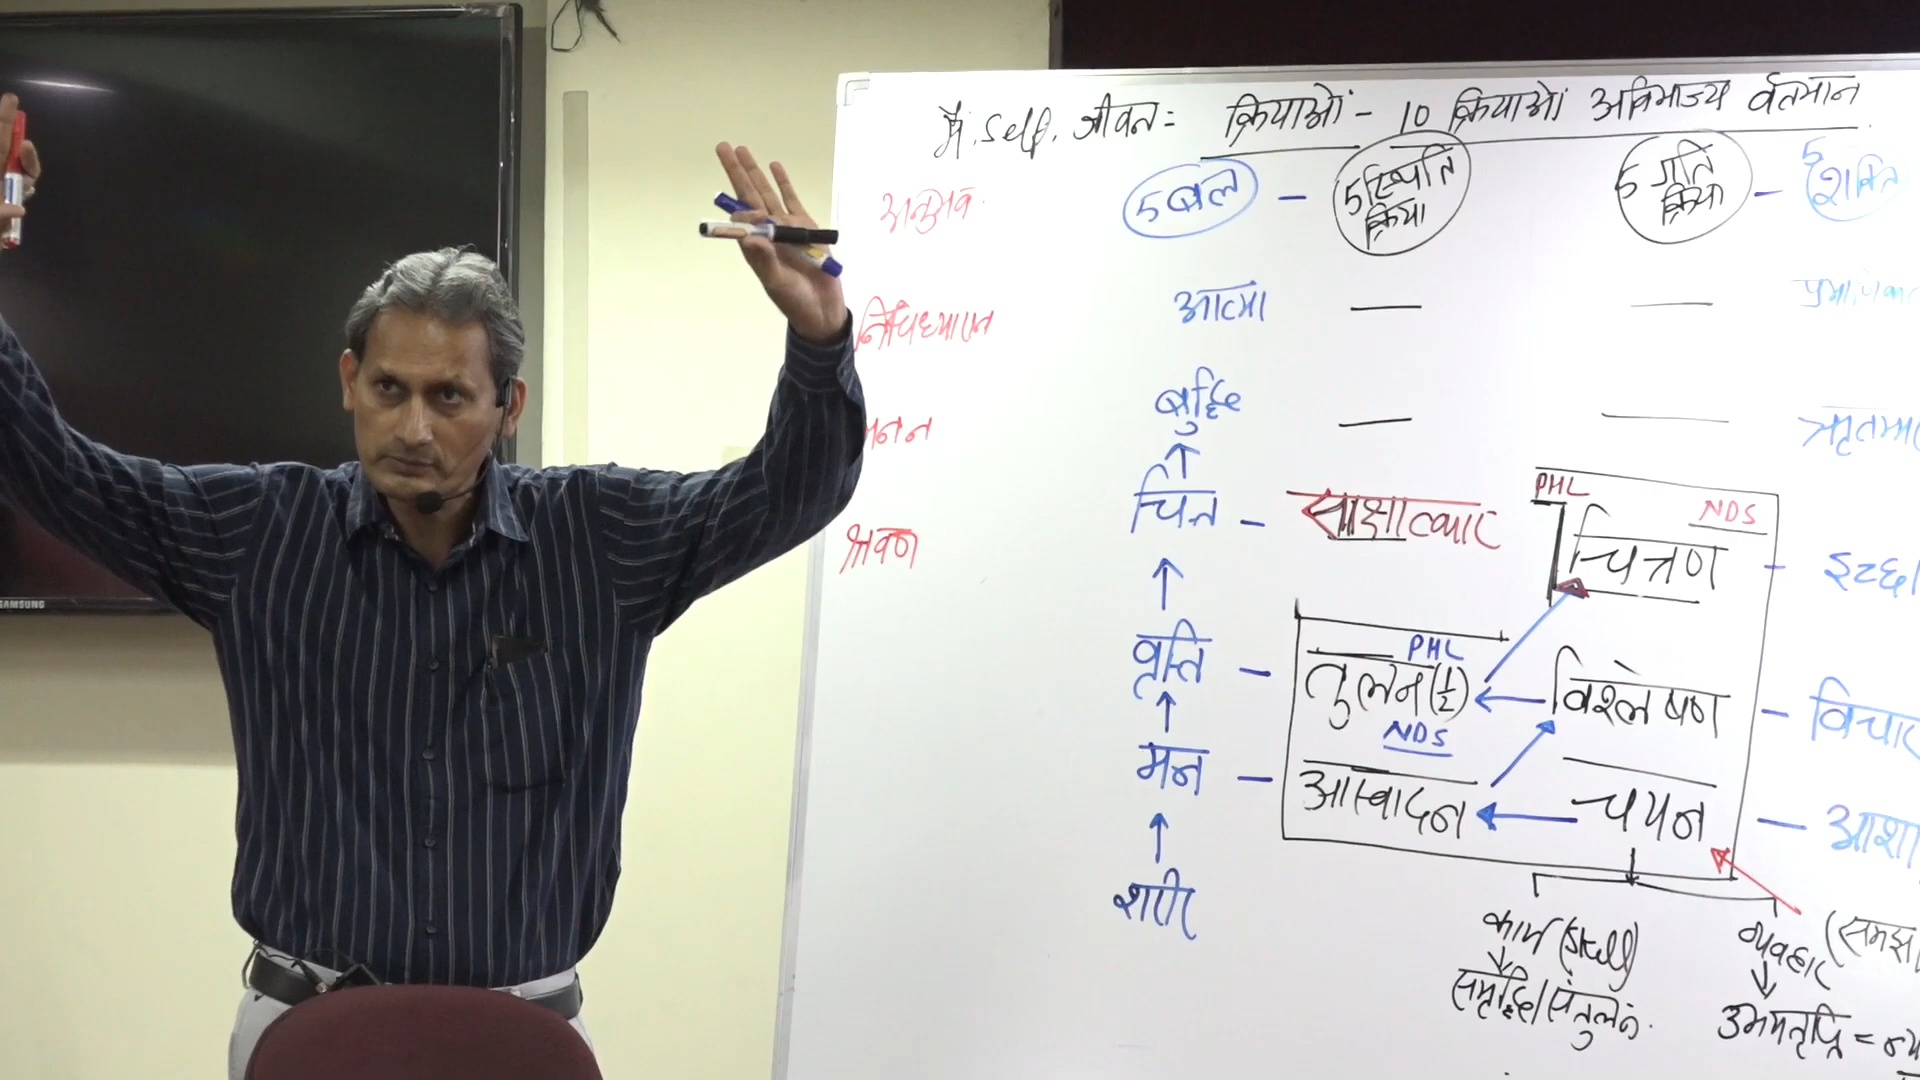 मैं. Self. जीवन = क्रियाओं - 10 क्रियाओं अविभाज्य वर्तमान
अनुभव. 5 बल - 5 स्थिति क्रिया 5 गति क्रिया - 5 शक्ति
आत्मा — —
बुद्धि — —
मनन
PHL NDS
चित्त - साक्षात्कार चित्रण - इच्छा
श्रवण
PHL
वृत्ति - तुलन (1/2) विश्लेषण - विचार
NDS
मन - आस्वादन चयन - आशा
शरीर
कार्य (Skill) व्यवहार (समझ
समृद्धि/संतुलन. उभयतृप्ति =
SAMSUNG